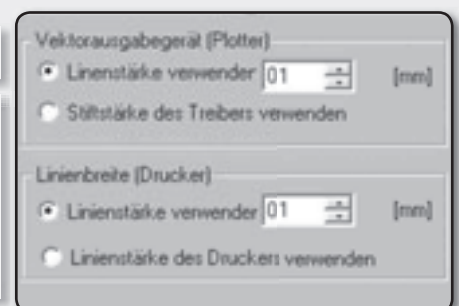 Vektorausgabegerät (Plotter)
Linenstärke verwender 01 [mm]
Stiftstärke des Treibers verwenden
Linienbreite (Drucker)
Linienstärke verwender 01 [mm]
Linienstärke des Druckers verwenden